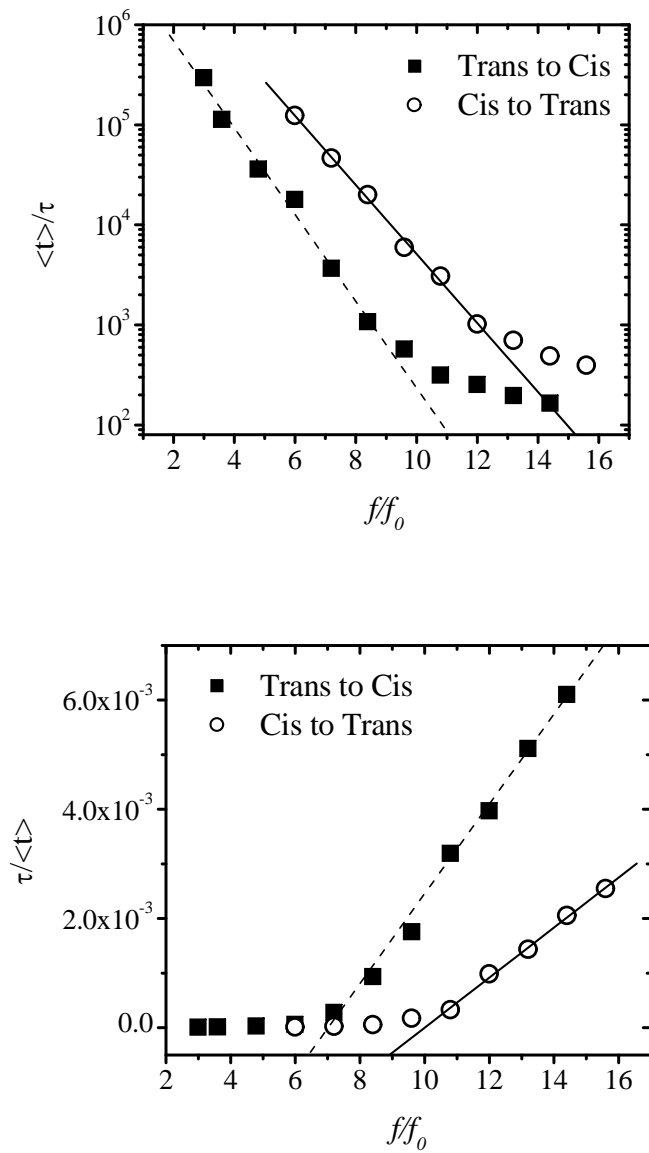 10^6
Trans to Cis
Cis to Trans
10^5
<t>/τ
10^4
10^3
10^2
2 4 6 8 10 12 14 16
f/f_0
Trans to Cis
Cis to Trans
6.0x10^-3
4.0x10^-3
τ/<t>
2.0x10^-3
0.0
2 4 6 8 10 12 14 16
f/f_0